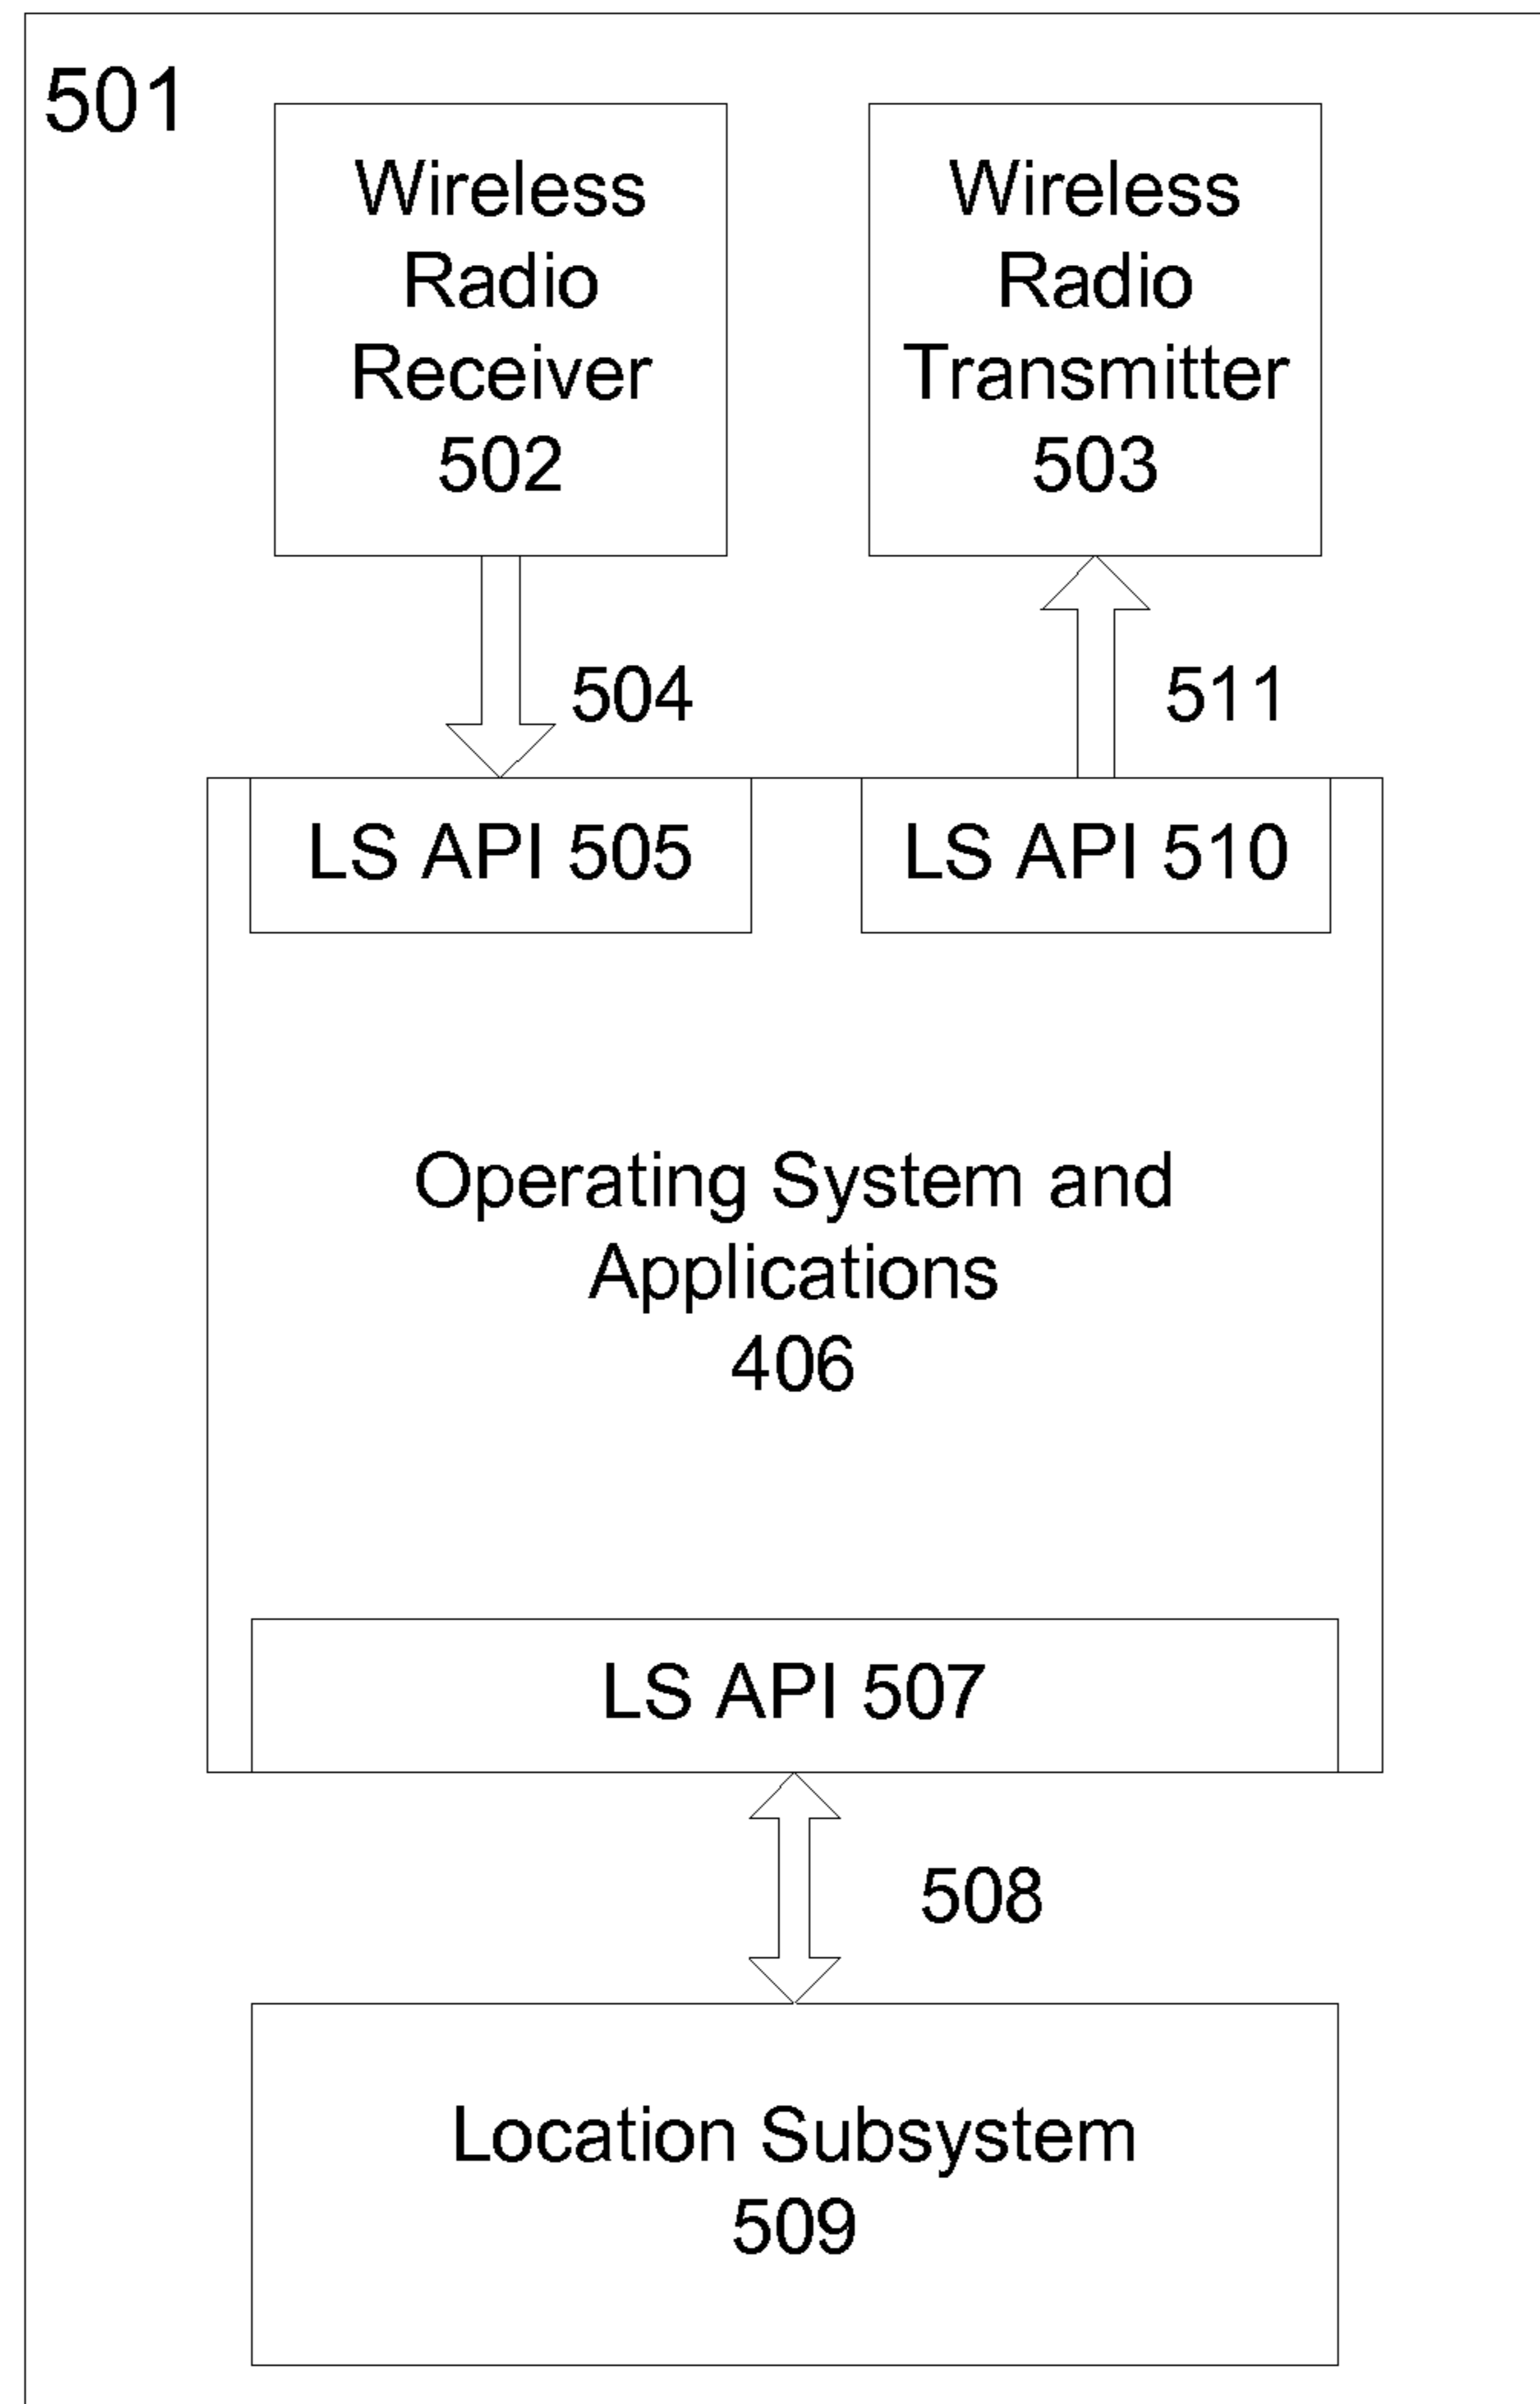 501
Wireless
Radio
Receiver
502
Wireless
Radio
Transmitter
503
504
511
LS API 505
LS API 510
Operating System and
Applications
406
LS API 507
508
Location Subsystem
509